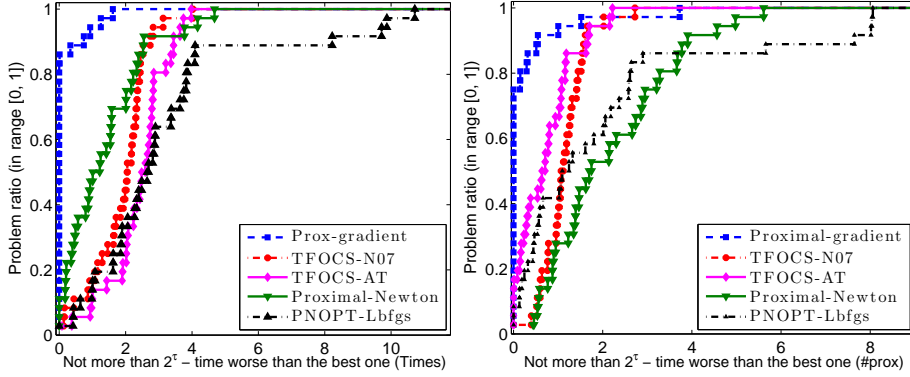 Problem ratio (in range [0, 1])
1
0.8
0.6
0.4
0.2
0
0 2 4 6 8 10
Not more than 2^τ − time worse than the best one (Times)
Prox-gradient
TFOCS-N07
TFOCS-AT
Proximal-Newton
PNOPT-Lbfgs
Problem ratio (in range [0, 1])
1
0.8
0.6
0.4
0.2
0
0 2 4 6 8
Not more than 2^τ − time worse than the best one (#prox)
Proximal-gradient
TFOCS-N07
TFOCS-AT
Proximal-Newton
PNOPT-Lbfgs